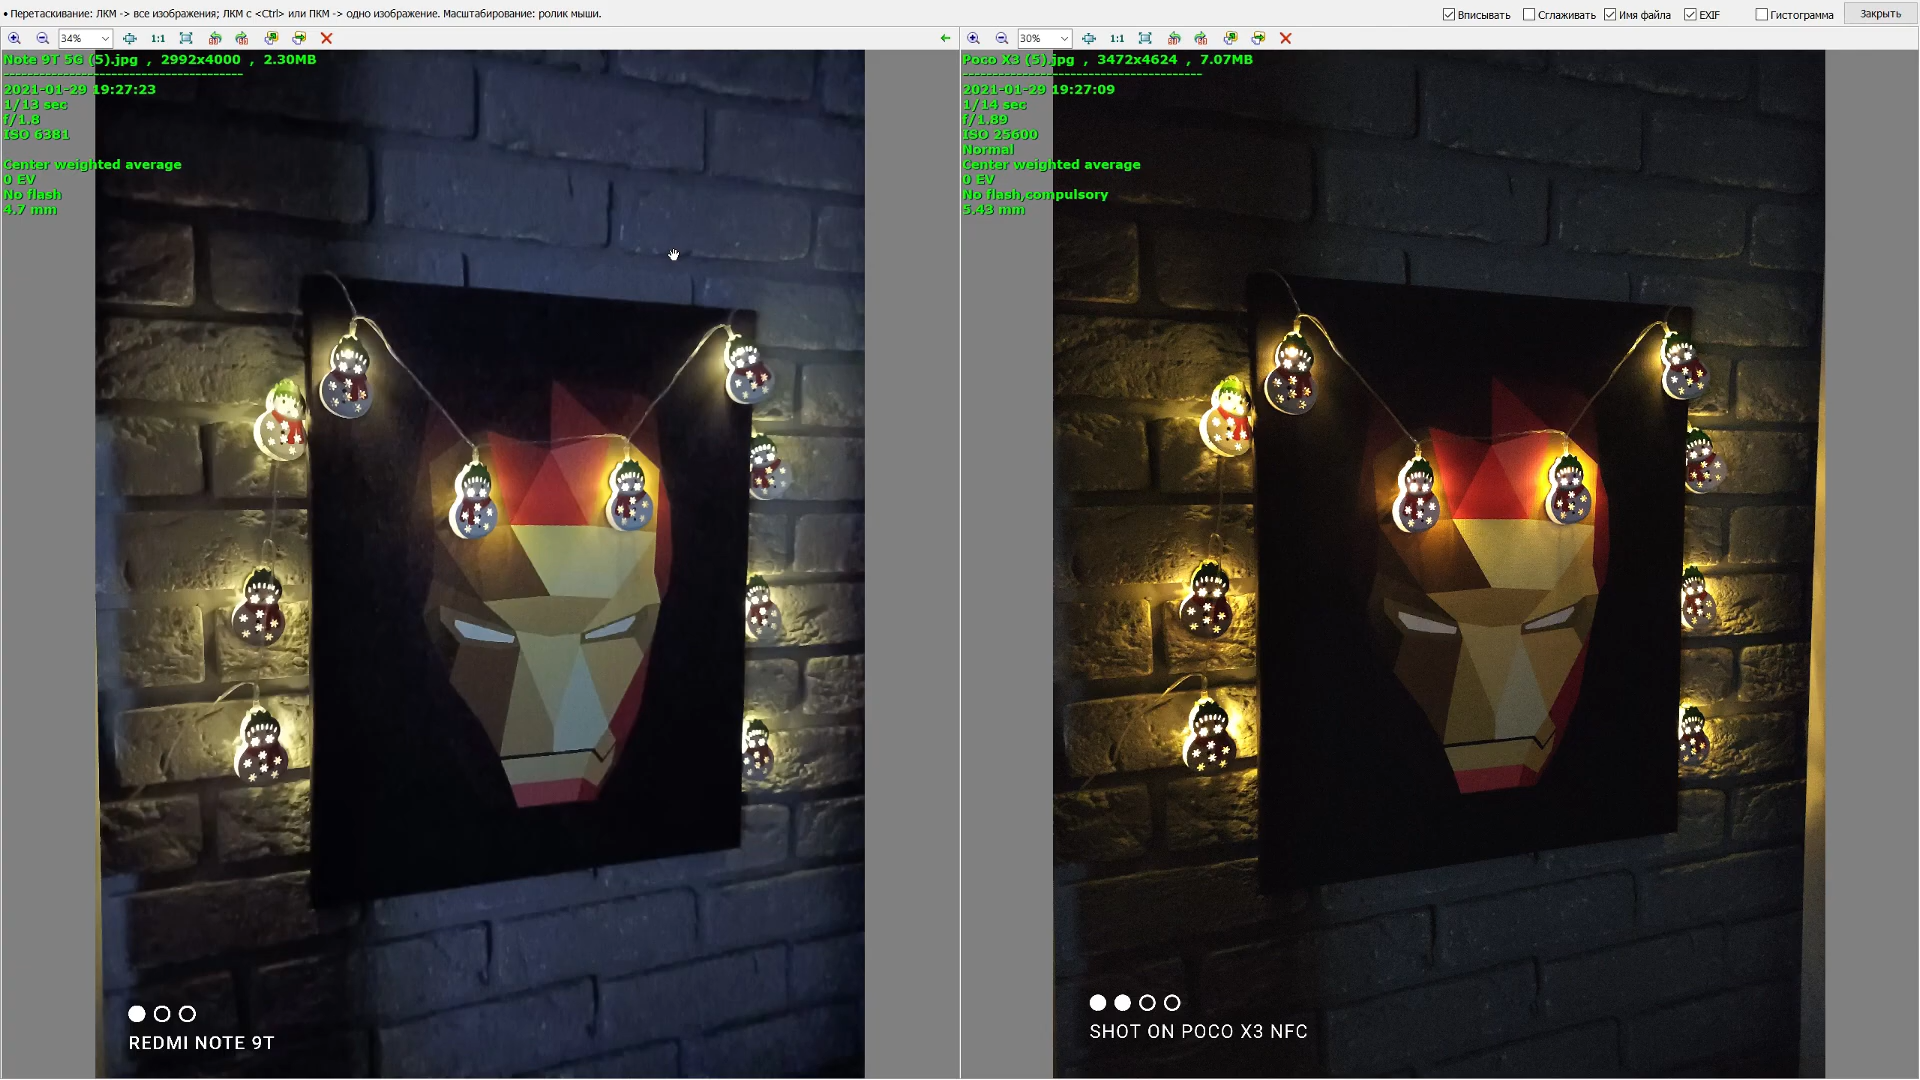 • Перетаскивание: ЛКМ -> все изображения; ЛКМ с <Ctrl> или ПКМ -> одно изображение. Масштабирование: ролик мыши.
Вписывать
Сглаживать
Имя файла
EXIF
Гистограмма
Закрыть
34%
1:1
30%
1:1
Note 9T 5G (5).jpg , 2992x4000 , 2.30MB
----------------------------------------
2021-01-29 19:27:23
1/13 sec
f/1.8
ISO 6381
Center weighted average
0 EV
No flash
4.7 mm
REDMI NOTE 9T
Poco X3 (5).jpg , 3472x4624 , 7.07MB
----------------------------------------
2021-01-29 19:27:09
1/14 sec
f/1.89
ISO 25600
Normal
Center weighted average
0 EV
No flash,compulsory
5.43 mm
SHOT ON POCO X3 NFC